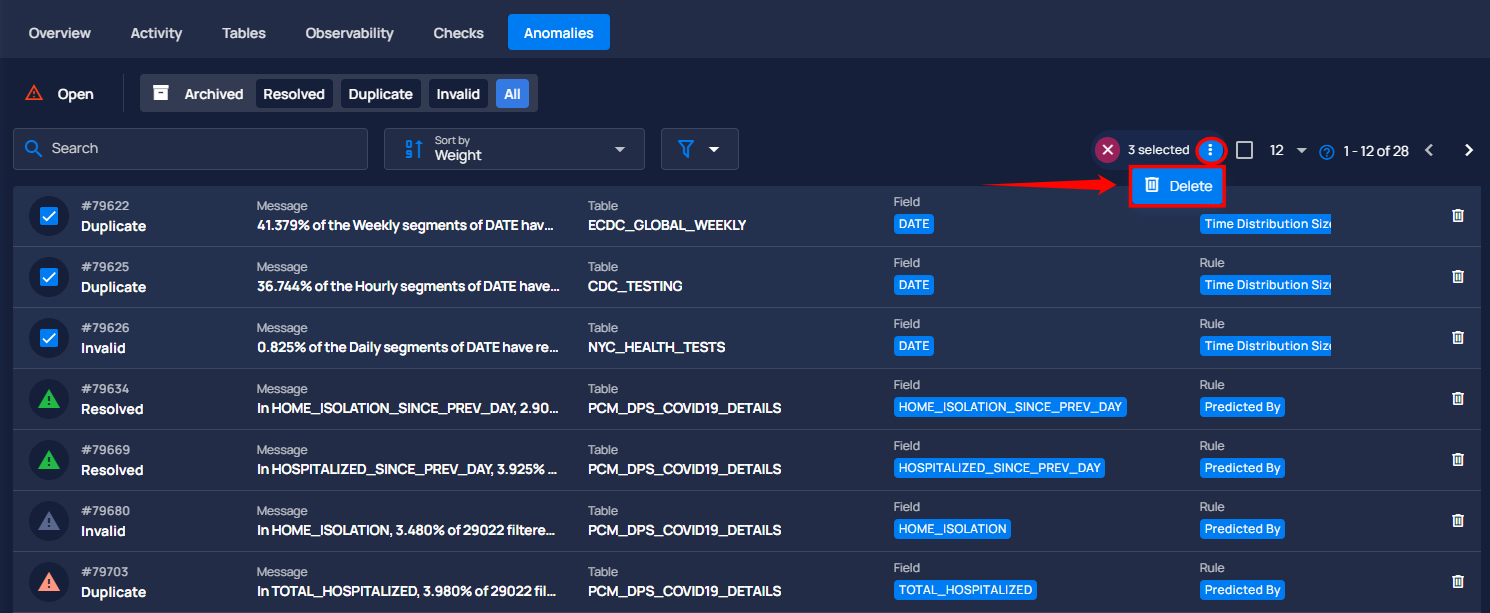 Overview Activity Tables Observability Checks Anomalies
Open Archived Resolved Duplicate Invalid All
Search Sort by
Weight
3 selected 12 1 - 12 of 28
Delete
#79622 Message Table Field
Duplicate 41.379% of the Weekly segments of DATE hav... ECDC_GLOBAL_WEEKLY DATE Time Distribution Size
#79625 Message Table Field Rule
Duplicate 36.744% of the Hourly segments of DATE have... CDC_TESTING DATE Time Distribution Size
#79626 Message Table Field Rule
Invalid 0.825% of the Daily segments of DATE have re... NYC_HEALTH_TESTS DATE Time Distribution Size
#79634 Message Table Field Rule
Resolved In HOME_ISOLATION_SINCE_PREV_DAY, 2.90... PCM_DPS_COVID19_DETAILS HOME_ISOLATION_SINCE_PREV_DAY Predicted By
#79669 Message Table Field Rule
Resolved In HOSPITALIZED_SINCE_PREV_DAY, 3.925% ... PCM_DPS_COVID19_DETAILS HOSPITALIZED_SINCE_PREV_DAY Predicted By
#79680 Message Table Field Rule
Invalid In HOME_ISOLATION, 3.480% of 29022 filtere... PCM_DPS_COVID19_DETAILS HOME_ISOLATION Predicted By
#79703 Message Table Field Rule
Duplicate In TOTAL_HOSPITALIZED, 3.980% of 29022 fil... PCM_DPS_COVID19_DETAILS TOTAL_HOSPITALIZED Predicted By